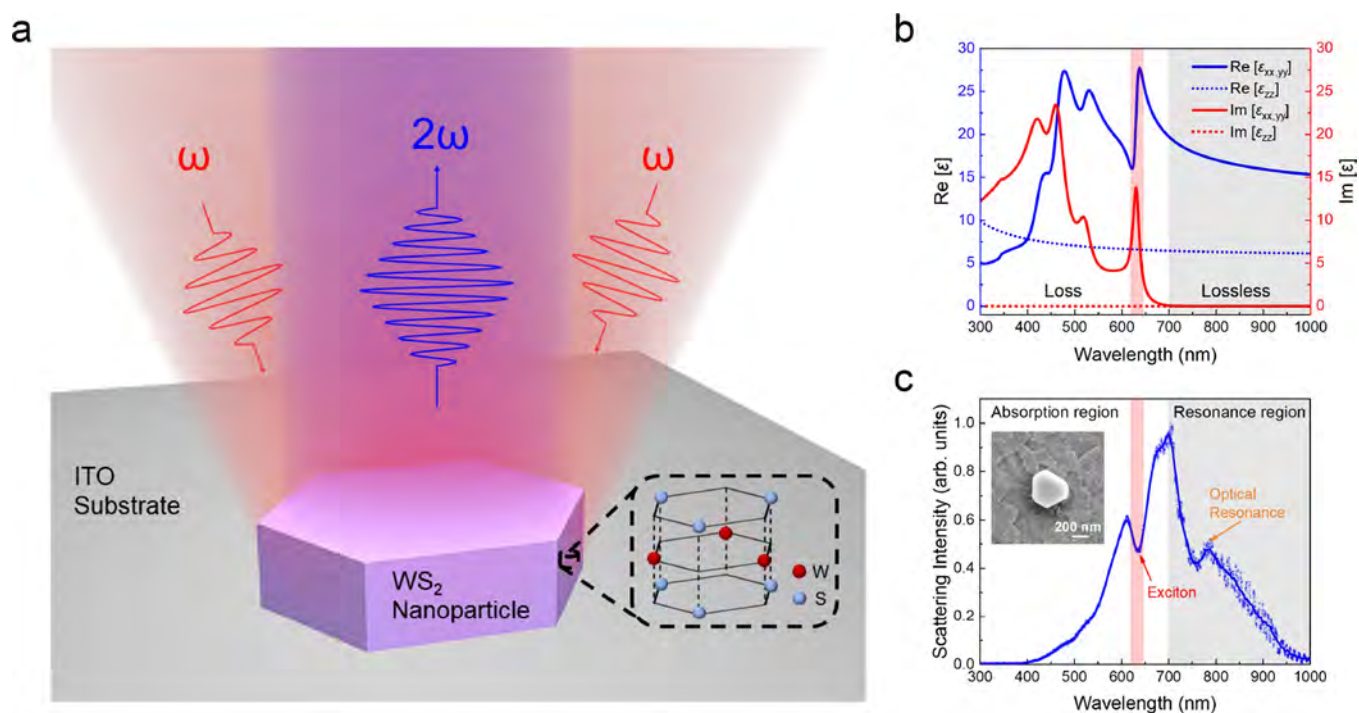 a
ω
2ω
ω
ITO
Substrate
WS₂
Nanoparticle
W
S
b
30
25
20
15
10
5
0
Re [ε]
30
25
20
15
10
5
0
Im [ε]
Re [εxx,yy]
Re [εzz]
Im [εxx,yy]
Im [εzz]
Loss
Lossless
300 400 500 600 700 800 900 1000
Wavelength (nm)
c
1.0
0.8
0.6
0.4
0.2
0.0
Scattering Intensity (arb. units)
Absorption region
Resonance region
200 nm
Optical
Resonance
Exciton
300 400 500 600 700 800 900 1000
Wavelength (nm)